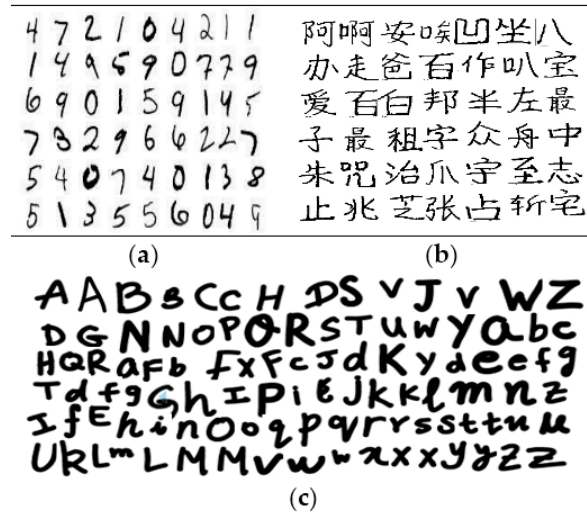 4 7 2 1 0 4 2 1 1
1 4 9 5 9 0 7 7 9
6 9 0 1 5 9 1 4 5
7 3 2 9 6 6 2 2 7
5 4 0 7 4 0 1 3 8
5 1 3 5 5 6 0 4 9
(a)
阿啊安唉凹坐八
办走爸百作叭宝
爱百白邦半左最
子最祖字众舟中
朱咒治爪宇至志
止兆芝张占斩宅
(b)
A A B B C C H D S V J V W Z
D G N N O P O R S T U W Y a b c
H Q R a F b f x F c J d K y d e e f g
T d f g G h I P i E j k k l m n z
I f E h i n O o q p q r r s s t t u u
U k L m L M M V w w w x x x y y z z
(c)